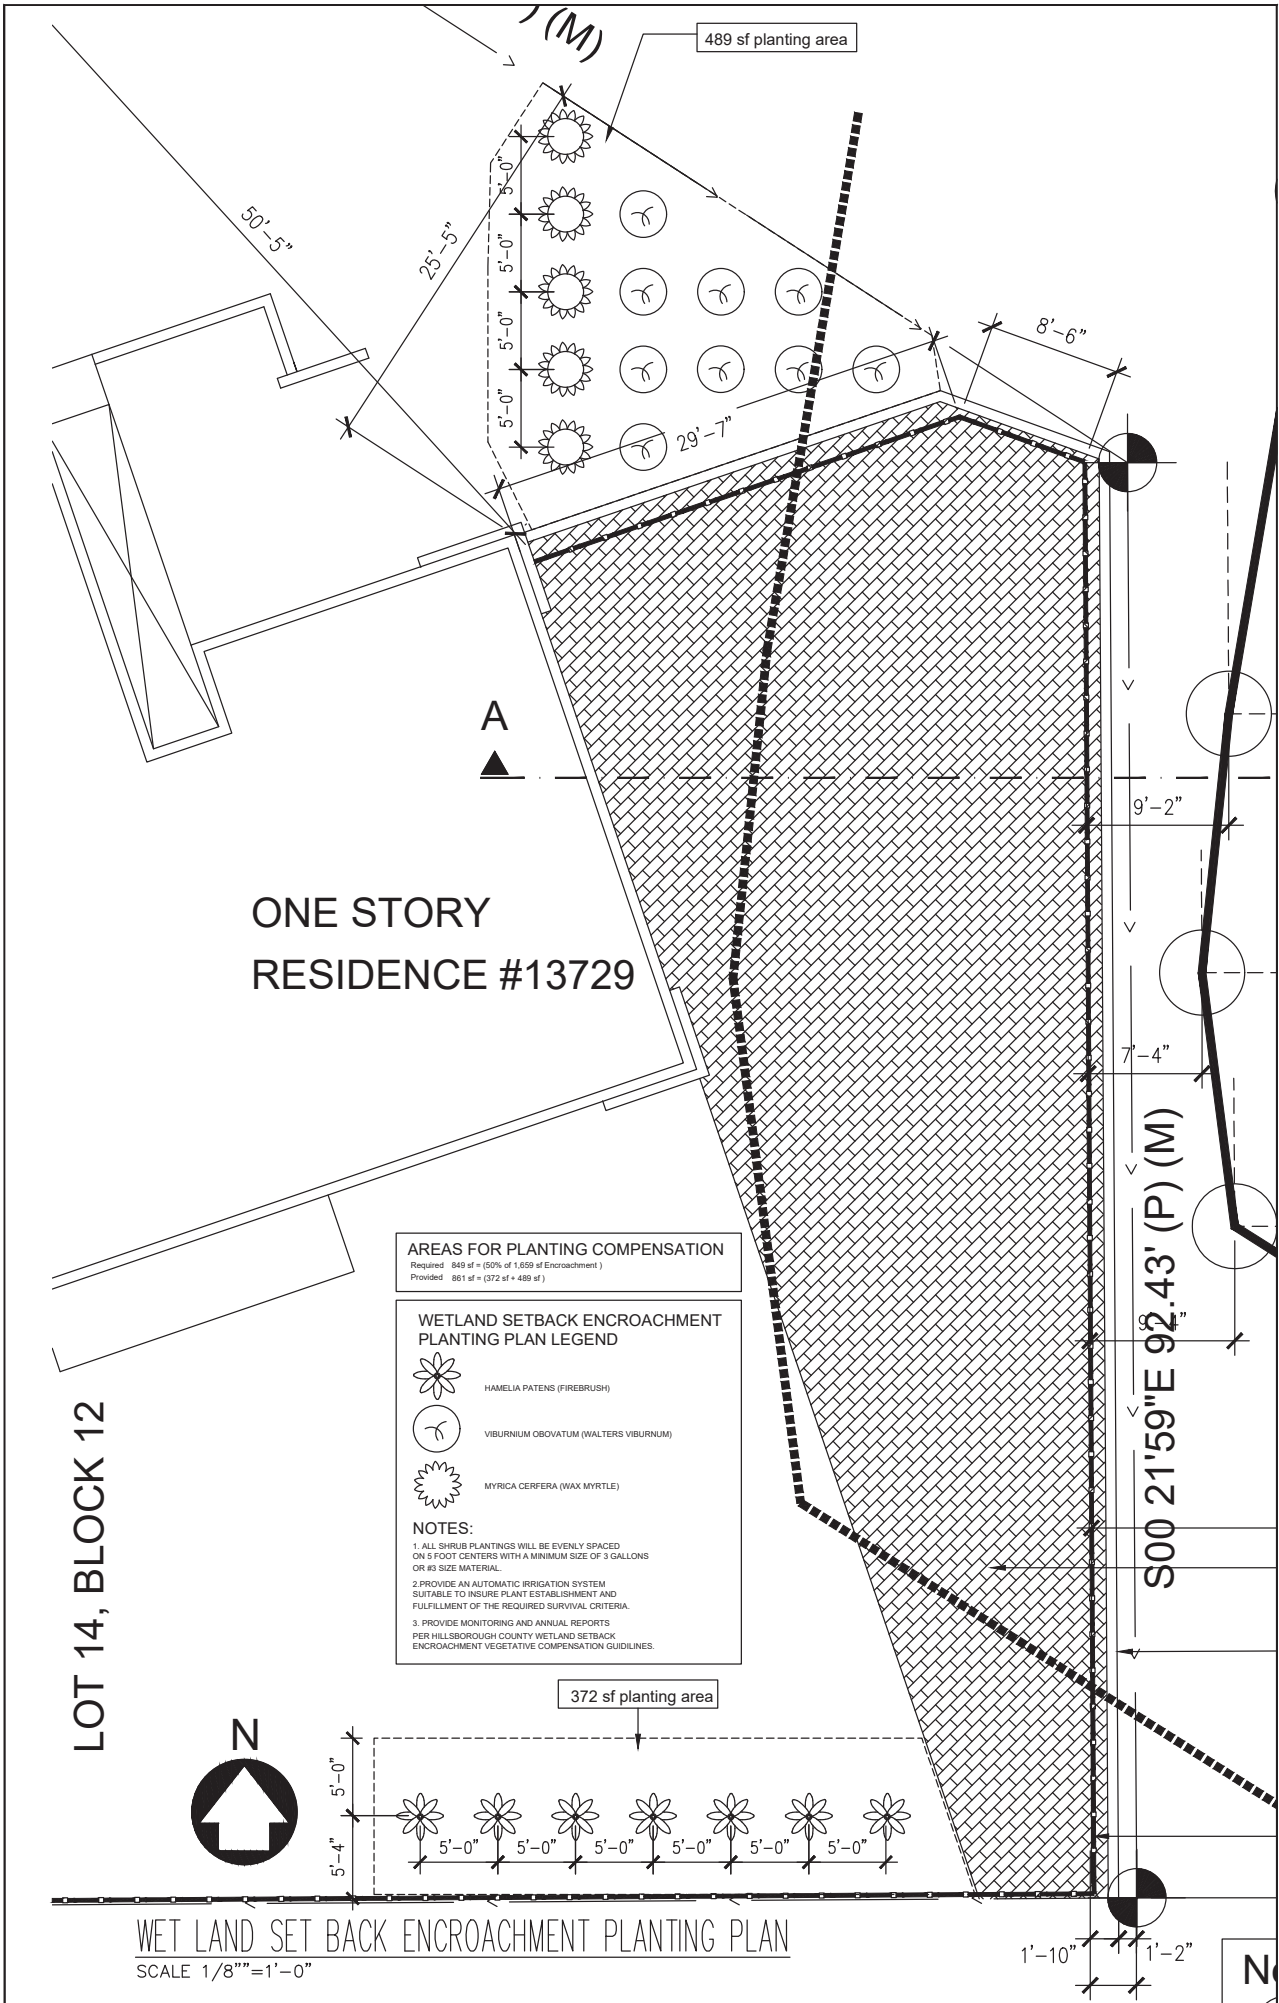 ) (M)
489 sf planting area
50'-5"
25'-5"
5'-0"
5'-0"
5'-0"
5'-0"
8'-6"
29'-7"
A
9'-2"
ONE STORY
RESIDENCE #13729
7'-4"
S00 21'59"E 92.43' (P) (M)
AREAS FOR PLANTING COMPENSATION
Required 849 sf = (50% of 1,659 sf Encroachment )
Provided 861 sf = (372 sf + 489 sf )
WETLAND SETBACK ENCROACHMENT
PLANTING PLAN LEGEND
HAMELIA PATENS (FIREBRUSH)
VIBURNIUM OBOVATUM (WALTERS VIBURNUM)
MYRICA CERFERA (WAX MYRTLE)
NOTES:
1. ALL SHRUB PLANTINGS WILL BE EVENLY SPACED
ON 5 FOOT CENTERS WITH A MINIMUM SIZE OF 3 GALLONS
OR #3 SIZE MATERIAL.
2.PROVIDE AN AUTOMATIC IRRIGATION SYSTEM
SUITABLE TO INSURE PLANT ESTABLISHMENT AND
FULFILLMENT OF THE REQUIRED SURVIVAL CRITERIA.
3. PROVIDE MONITORING AND ANNUAL REPORTS
PER HILLSBOROUGH COUNTY WETLAND SETBACK
ENCROACHMENT VEGETATIVE COMPENSATION GUIDILINES.
LOT 14, BLOCK 12
372 sf planting area
N
5'-0"
5'-4"
5'-0" 5'-0" 5'-0" 5'-0" 5'-0" 5'-0"
WET LAND SET BACK ENCROACHMENT PLANTING PLAN
SCALE 1/8""=1'-0"
1'-10" 1'-2"